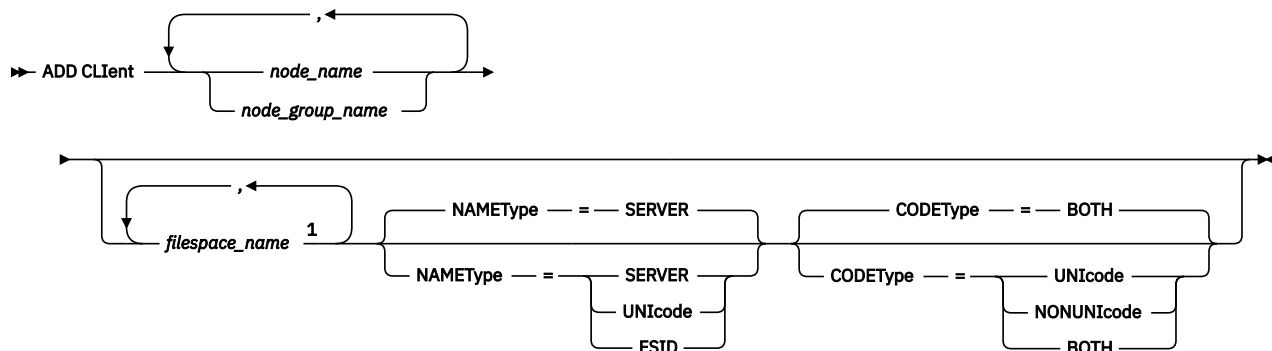 ,
ADD CLIent node_name
node_group_name
,
NAMEType = SERVER CODEType = BOTH
filespace_name 1
NAMEType = SERVER CODEType = UNIcode
UNIcode NONUNIcode
FSID BOTH